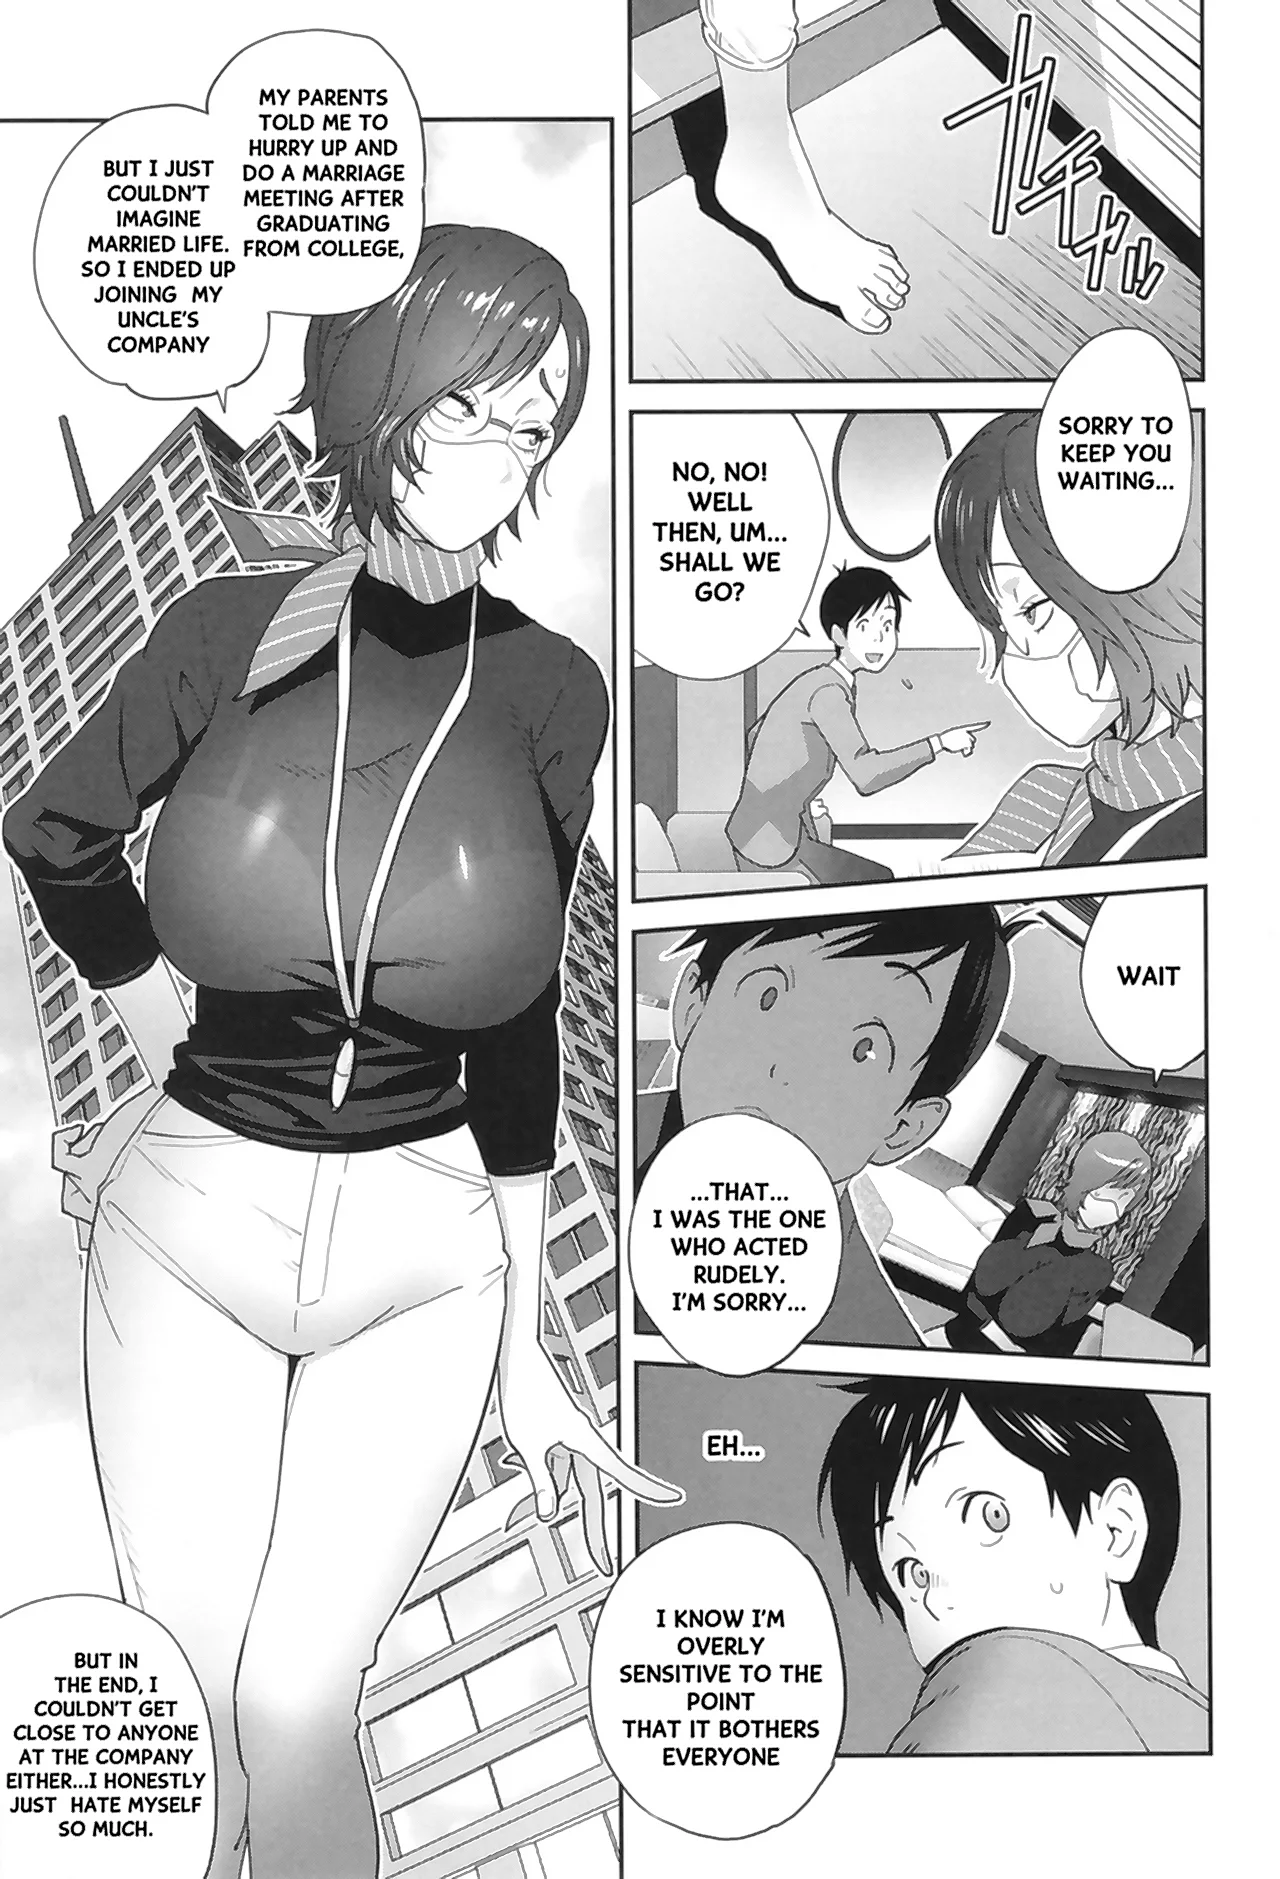 ガチャッ
SORRY TO
KEEP YOU
WAITING...
NO, NO!
WELL
THEN, UM...
SHALL WE
GO?
WAIT
...THAT...
I WAS THE ONE
WHO ACTED
RUDELY.
I'M SORRY...
EH...
I KNOW I'M
OVERLY
SENSITIVE TO THE
POINT
THAT IT BOTHERS
EVERYONE
MY PARENTS
TOLD ME TO
HURRY UP AND
DO A MARRIAGE
MEETING AFTER
GRADUATING
FROM COLLEGE,
BUT I JUST
COULDN'T
IMAGINE
MARRIED LIFE.
SO I ENDED UP
JOINING MY
UNCLE'S
COMPANY
BUT IN
THE END, I
COULDN'T GET
CLOSE TO ANYONE
AT THE COMPANY
EITHER...I HONESTLY
JUST HATE MYSELF
SO MUCH.